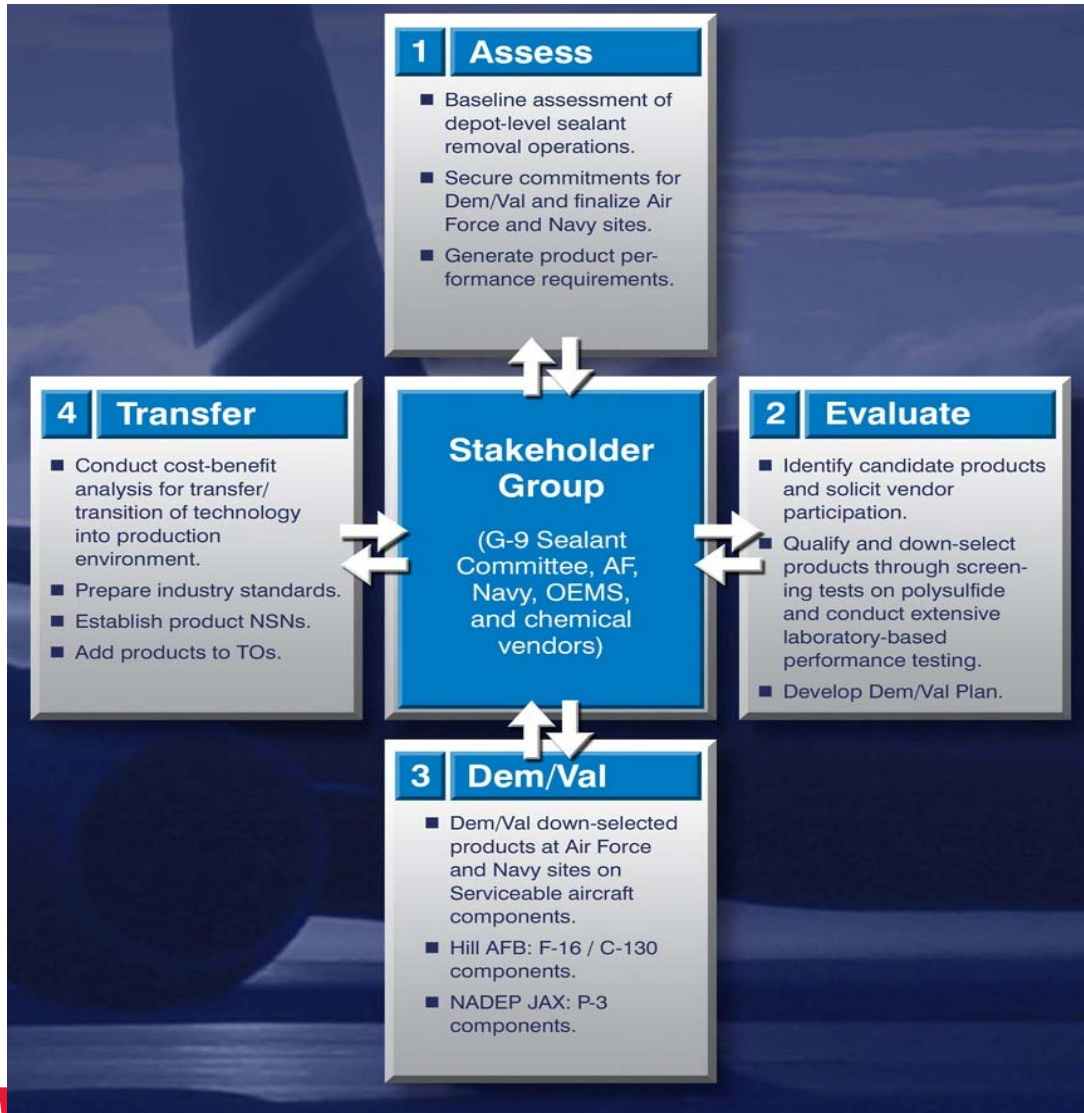 1 Assess
■ Baseline assessment of
depot-level sealant
removal operations.
■ Secure commitments for
Dem/Val and finalize Air
Force and Navy sites.
■ Generate product per-
formance requirements.
4 Transfer
■ Conduct cost-benefit
analysis for transfer/
transition of technology
into production
environment.
■ Prepare industry standards.
■ Establish product NSNs.
■ Add products to TOs.
Stakeholder
Group
(G-9 Sealant
Committee, AF,
Navy, OEMS,
and chemical
vendors)
2 Evaluate
■ Identify candidate products
and solicit vendor
participation.
■ Qualify and down-select
products through screen-
ing tests on polysulfide
and conduct extensive
laboratory-based
performance testing.
■ Develop Dem/Val Plan.
3 Dem/Val
■ Dem/Val down-selected
products at Air Force
and Navy sites on
Serviceable aircraft
components.
■ Hill AFB: F-16 / C-130
components.
■ NADEP JAX: P-3
components.